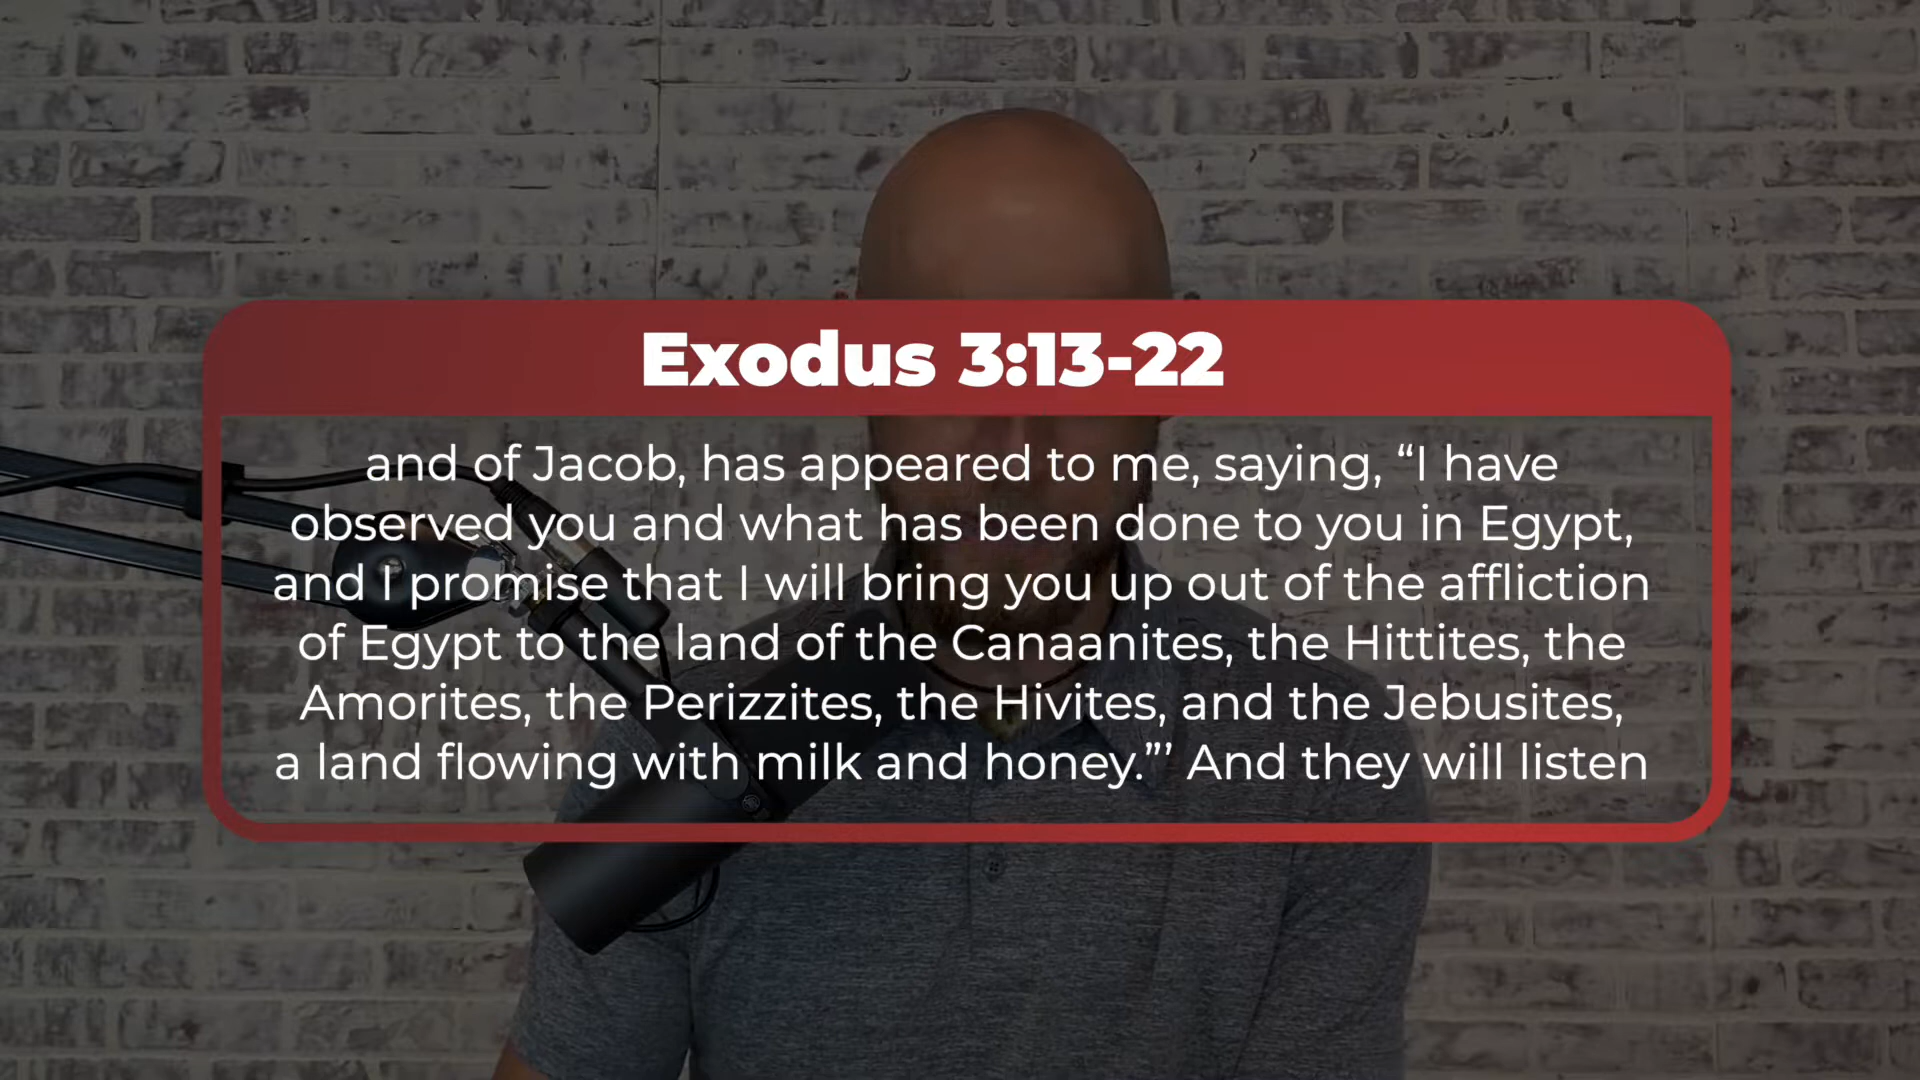 Exodus 3:13-22
and of Jacob, has appeared to me, saying, “I have
observed you and what has been done to you in Egypt,
and I promise that I will bring you up out of the affliction
of Egypt to the land of the Canaanites, the Hittites, the
Amorites, the Perizzites, the Hivites, and the Jebusites,
a land flowing with milk and honey.”’ And they will listen